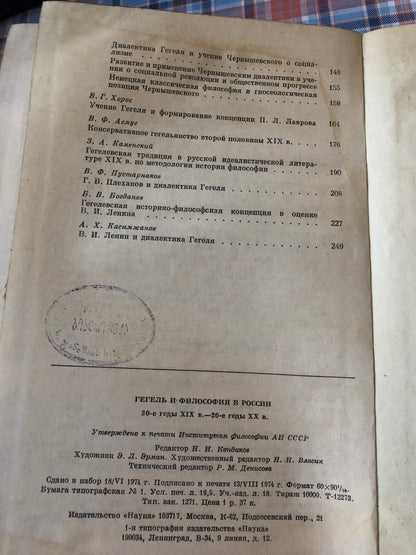 Диалектика Гегеля и учение Чернышевского о социа-
лизме . . . . . . . . . . . . . . . . . . . . . 148
Развитие и применение Чернышевским диалектики в уче-
нии о социальной революции и общественном прогрессе 155
Немецкая классическая философия и гносеологическая
позиция Чернышевского . . . . . . . . . . . . . 159
В. Г. Хорос
Учение Гегеля и формирование концепции П. Л. Лаврова 164
В. Ф. Асмус
Консервативное гегельянство второй половины XIX в. . . 176
З. А. Каменский
Гегелевская традиция в русской идеалистической литера-
туре XIX в. по методологии истории философии . . . . 190
В. Ф. Пустарнаков
Г. В. Плеханов и диалектика Гегеля . . . . . . . . . 208
Б. В. Богданов
Гегелевская историко-философская концепция в оценке
В. И. Ленина . . . . . . . . . . . . . . . . . . 227
А. Х. Касымжанов
В. И. Ленин и диалектика Гегеля . . . . . . . . . . 249
ГЕГЕЛЬ И ФИЛОСОФИЯ В РОССИИ
30-е годы XIX в.—20-е годы XX в.
Утверждено к печати Институтом философии АН СССР
Редактор Н. И. Кондаков
Художник Э. Л. Эрман. Художественный редактор Н. Н. Власик
Технический редактор Р. М. Денисова
Сдано в набор 18/VI 1974 г. Подписано к печати 13/VIII 1974 г. Формат 60×90¹/₁₆
Бумага типографская № 1. Усл. печ. л. 16,5. Уч.-изд. л. 18. Тираж 10000. Т-12273.
Тип. зак. 1271. Цена 1 р. 37 к.
Издательство «Наука» 103717, Москва, К-62, Подсосенский пер., 21
1-я типография издательства «Наука»
199034, Ленинград, В-34, 9 линия, д. 12.